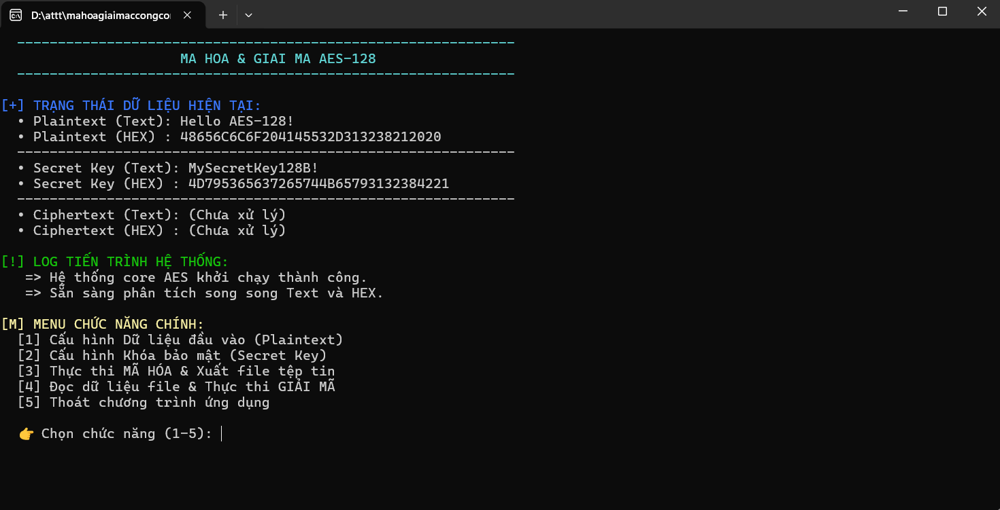 D:\attt\mahoagiaimaccongco
------------------------------------------------------------
MA HOA & GIAI MA AES-128
------------------------------------------------------------
[+] TRẠNG THÁI DỮ LIỆU HIỆN TẠI:
• Plaintext (Text): Hello AES-128!
• Plaintext (HEX) : 48656C6C6F204145532D313238212020
------------------------------------------------------------
• Secret Key (Text): MySecretKey128B!
• Secret Key (HEX) : 4D795365637265744B65793132384221
------------------------------------------------------------
• Ciphertext (Text): (Chưa xử lý)
• Ciphertext (HEX) : (Chưa xử lý)
[!] LOG TIẾN TRÌNH HỆ THỐNG:
=> Hệ thống core AES khởi chạy thành công.
=> Sẵn sàng phân tích song song Text và HEX.
[M] MENU CHỨC NĂNG CHÍNH:
[1] Cấu hình Dữ liệu đầu vào (Plaintext)
[2] Cấu hình Khóa bảo mật (Secret Key)
[3] Thực thi MÃ HÓA & Xuất file tệp tin
[4] Đọc dữ liệu file & Thực thi GIẢI MÃ
[5] Thoát chương trình ứng dụng
👉 Chọn chức năng (1-5):